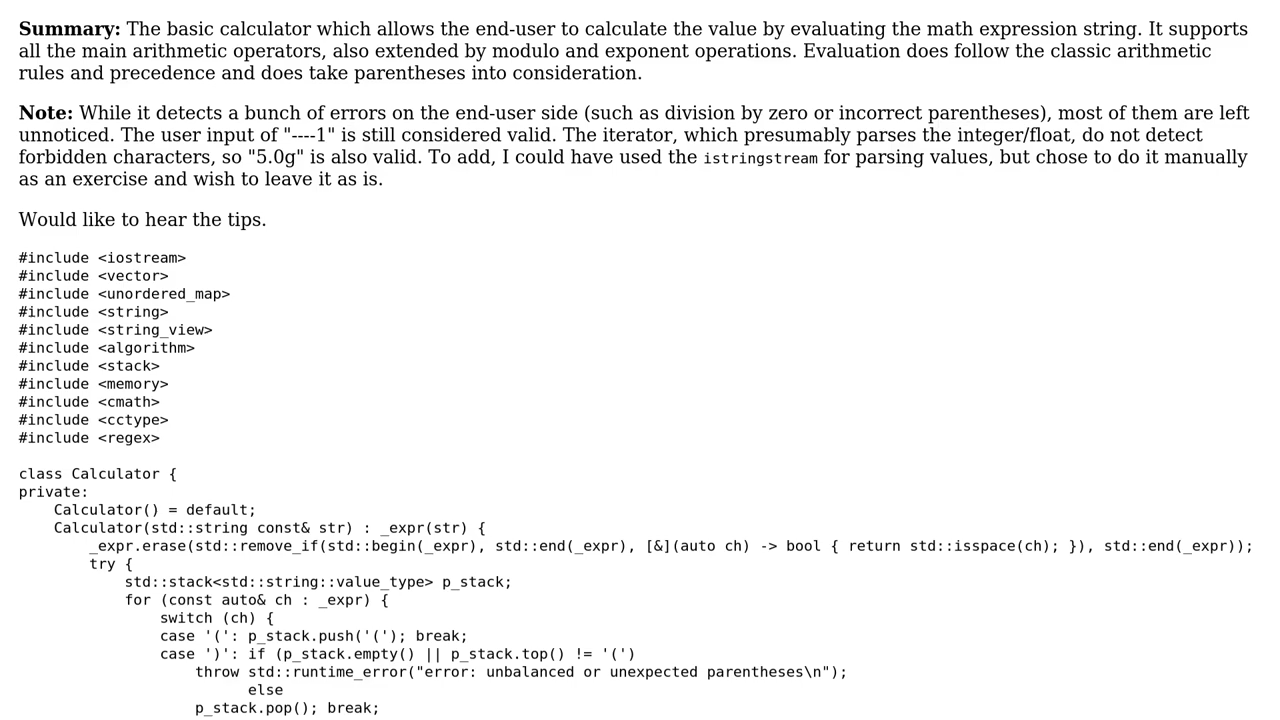 Summary: The basic calculator which allows the end-user to calculate the value by evaluating the math expression string. It supports
all the main arithmetic operators, also extended by modulo and exponent operations. Evaluation does follow the classic arithmetic
rules and precedence and does take parentheses into consideration.
Note: While it detects a bunch of errors on the end-user side (such as division by zero or incorrect parentheses), most of them are left
unnoticed. The user input of "----1" is still considered valid. The iterator, which presumably parses the integer/float, do not detect
forbidden characters, so "5.0g" is also valid. To add, I could have used the istringstream for parsing values, but chose to do it manually
as an exercise and wish to leave it as is.
Would like to hear the tips.
#include <iostream>
#include <vector>
#include <unordered_map>
#include <string>
#include <string_view>
#include <algorithm>
#include <stack>
#include <memory>
#include <cmath>
#include <cctype>
#include <regex>
class Calculator {
private:
    Calculator() = default;
    Calculator(std::string const& str) : _expr(str) {
        _expr.erase(std::remove_if(std::begin(_expr), std::end(_expr), [&](auto ch) -> bool { return std::isspace(ch); }), std::end(_expr));
        try {
            std::stack<std::string::value_type> p_stack;
            for (const auto& ch : _expr) {
                switch (ch) {
                case '(': p_stack.push('('); break;
                case ')': if (p_stack.empty() || p_stack.top() != '(')
                    throw std::runtime_error("error: unbalanced or unexpected parentheses\n");
                          else
                    p_stack.pop(); break;